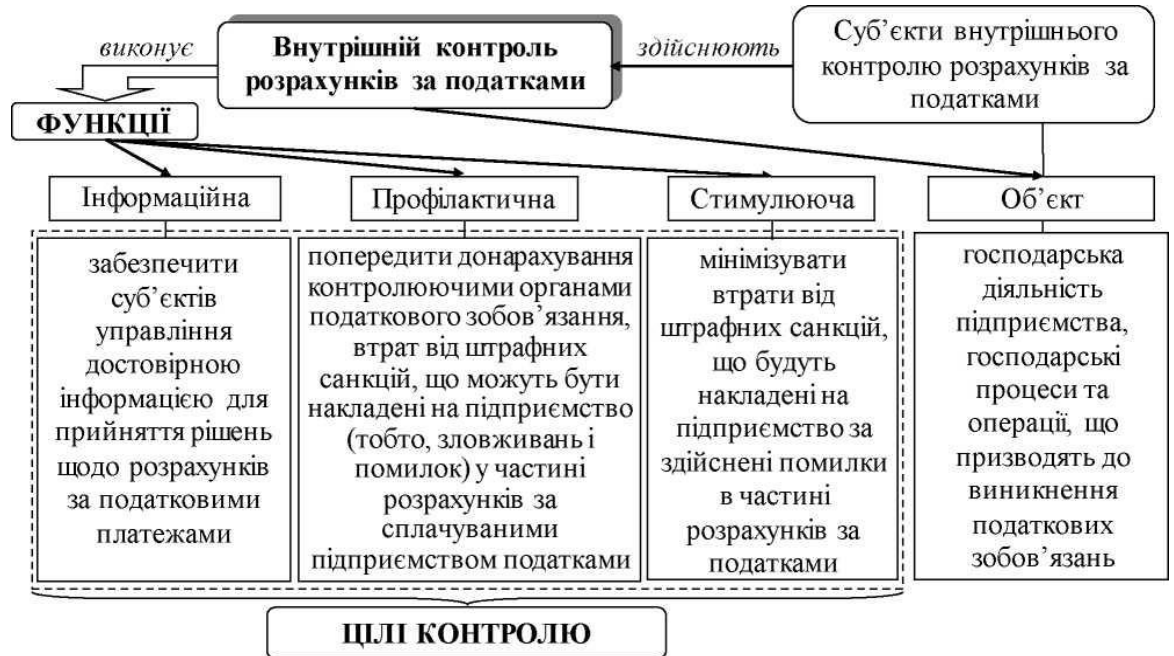 виконує
Внутрішній контроль
розрахунків за податками
здійснюють
Суб’єкти внутрішнього
контролю розрахунків за
податками
ФУНКЦІЇ
Інформаційна
забезпечити
суб’єктів
управління
достовірною
інформацією для
прийняття рішень
щодо розрахунків
за податковими
платежами
Профілактична
попередити донарахування
контролюючими органами
податкового зобов’язання,
втрат від штрафних
санкцій, що можуть бути
накладені на підприємство
(тобто, зловживань і
помилок) у частині
розрахунків за
сплачуваними
підприємством податками
Стимулююча
мінімізувати
втрати від
штрафних санкцій,
що будуть
накладені на
підприємство за
здійснені помилки
в частині
розрахунків за
податками
Об’єкт
господарська
діяльність
підприємства,
господарські
процеси та
операції, що
призводять до
виникнення
податкових
зобов’язань
ЦІЛІ КОНТРОЛЮ